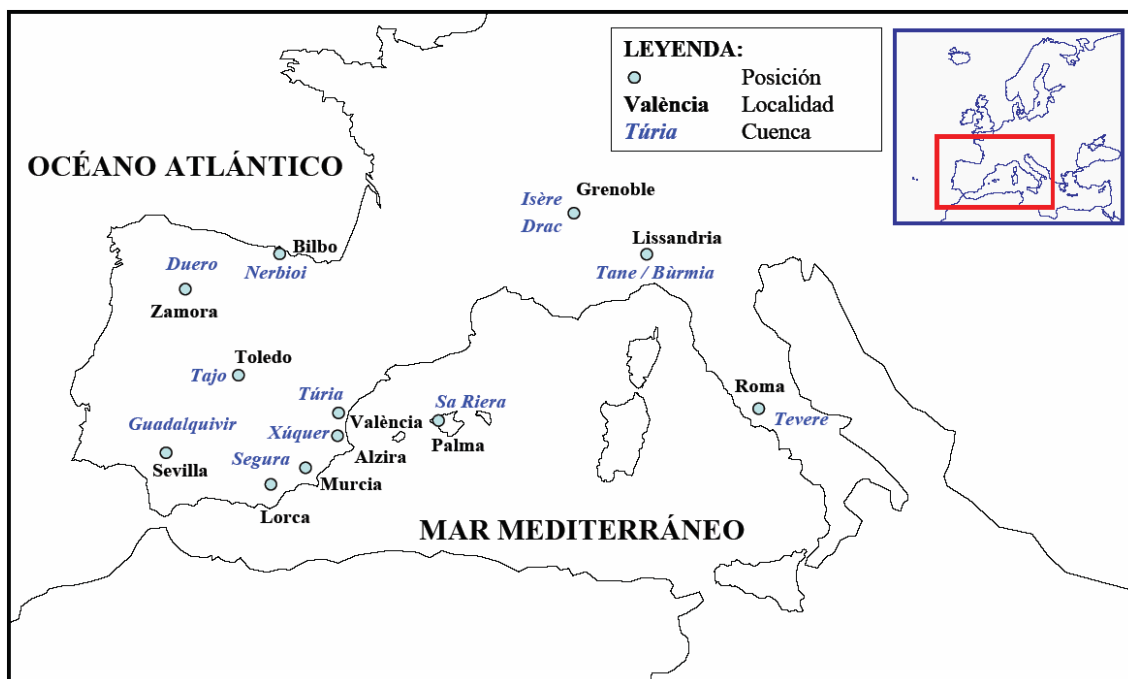 LEYENDA:
Posición
València Localidad
Túria Cuenca
OCÉANO ATLÁNTICO
Grenoble
Isère
Drac
Bilbo
Lissandria
Duero
Nerbioi
Tane / Bùrmia
Zamora
Toledo
Tajo
Túria
Sa Riera
Roma
Guadalquivir
València
Tevere
Xúquer
Palma
Segura
Alzira
Sevilla
Murcia
Lorca
MAR MEDITERRÁNEO